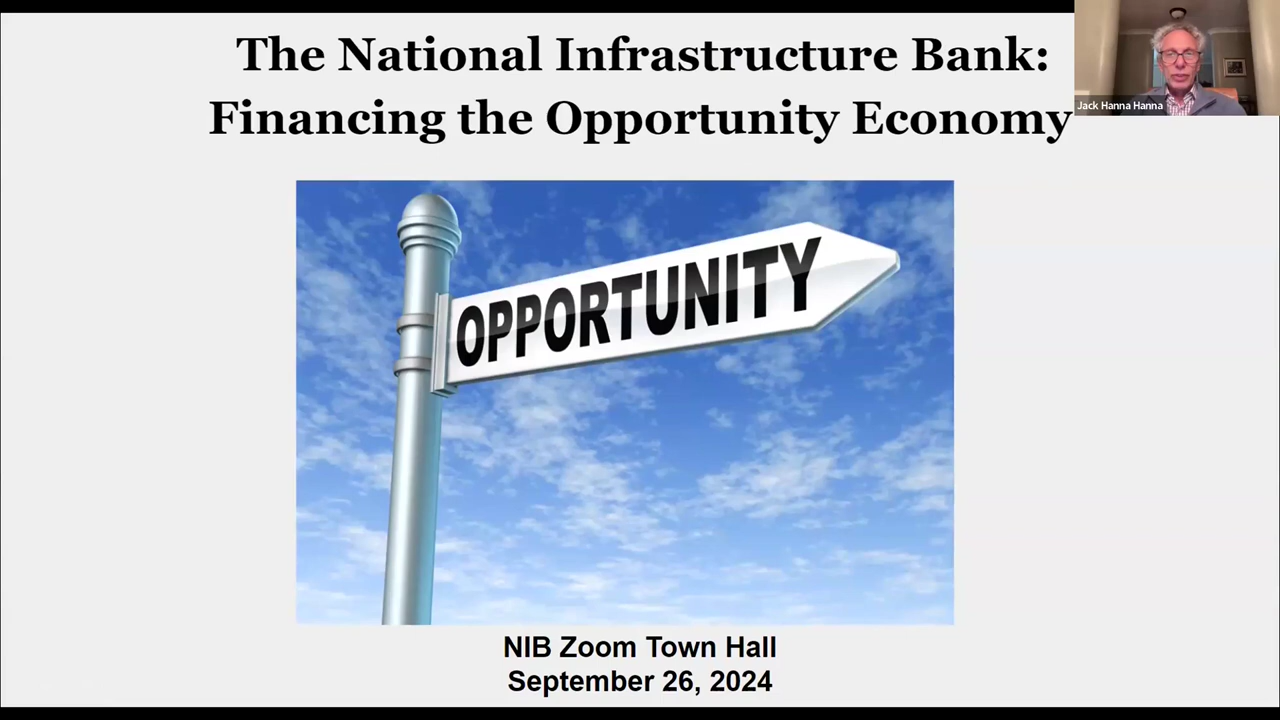 The National Infrastructure Bank:
Financing the Opportunity Economy
Jack Hanna Hanna
OPPORTUNITY
NIB Zoom Town Hall
September 26, 2024